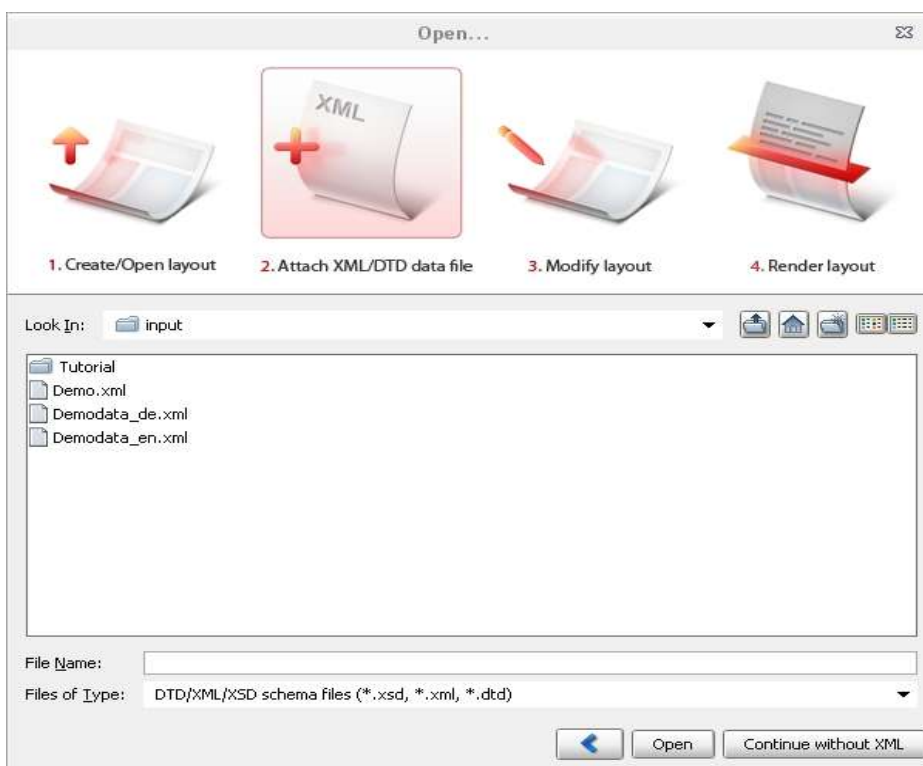 Open...
XML
1. Create/Open layout
2. Attach XML/DTD data file
3. Modify layout
4. Render layout
Look In: input
Tutorial
Demo.xml
Demodata_de.xml
Demodata_en.xml
File Name:
Files of Type: DTD/XML/XSD schema files (*.xsd, *.xml, *.dtd)
Open
Continue without XML